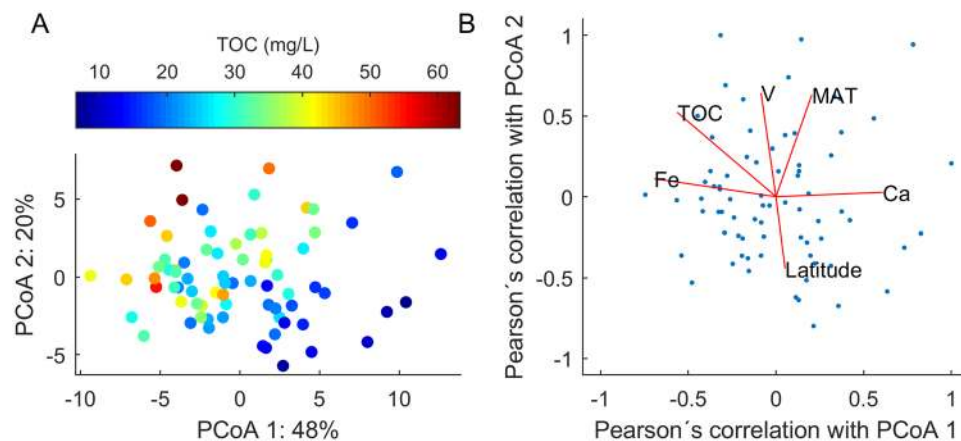 A
TOC (mg/L)
10 20 30 40 50 60
PCoA 2: 20%
5
0
-5
-10 -5 0 5 10
PCoA 1: 48%
B
Pearson´s correlation with PCoA 2
1
0.5
0
-0.5
-1
V
MAT
TOC
Fe
Ca
Latitude
-1 -0.5 0 0.5 1
Pearson´s correlation with PCoA 1